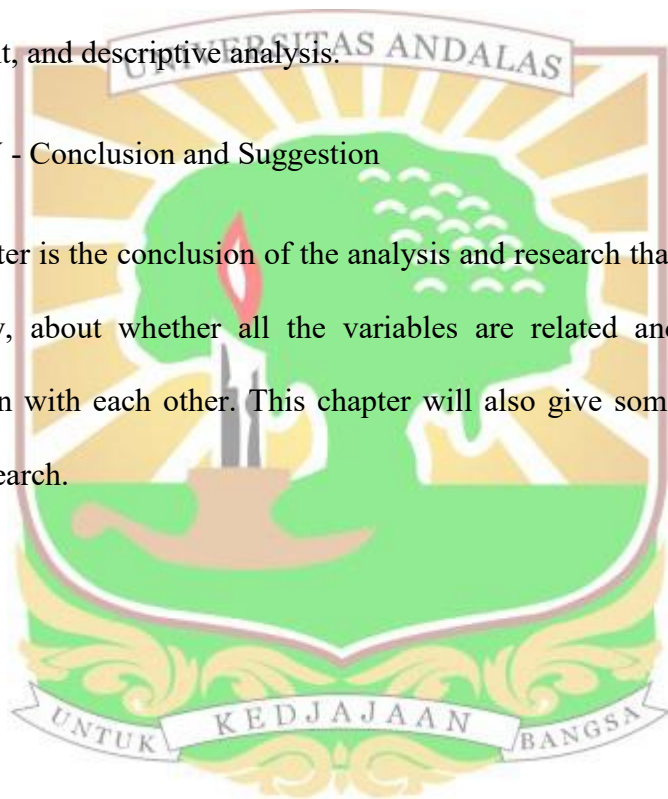 UNIVERSITAS ANDALAS
t, and descriptive analysis.
- Conclusion and Suggestion
ter is the conclusion of the analysis and research tha
y, about whether all the variables are related and
n with each other. This chapter will also give som
earch.
UNTUK KEDJAJAAN BANGSA